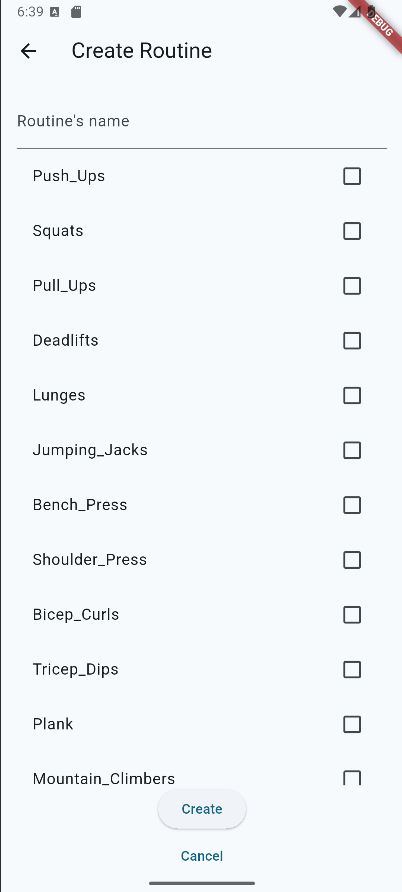 6:39
DEBUG
Create Routine
Routine's name
Push_Ups
Squats
Pull_Ups
Deadlifts
Lunges
Jumping_Jacks
Bench_Press
Shoulder_Press
Bicep_Curls
Tricep_Dips
Plank
Mountain_Climbers
Create
Cancel